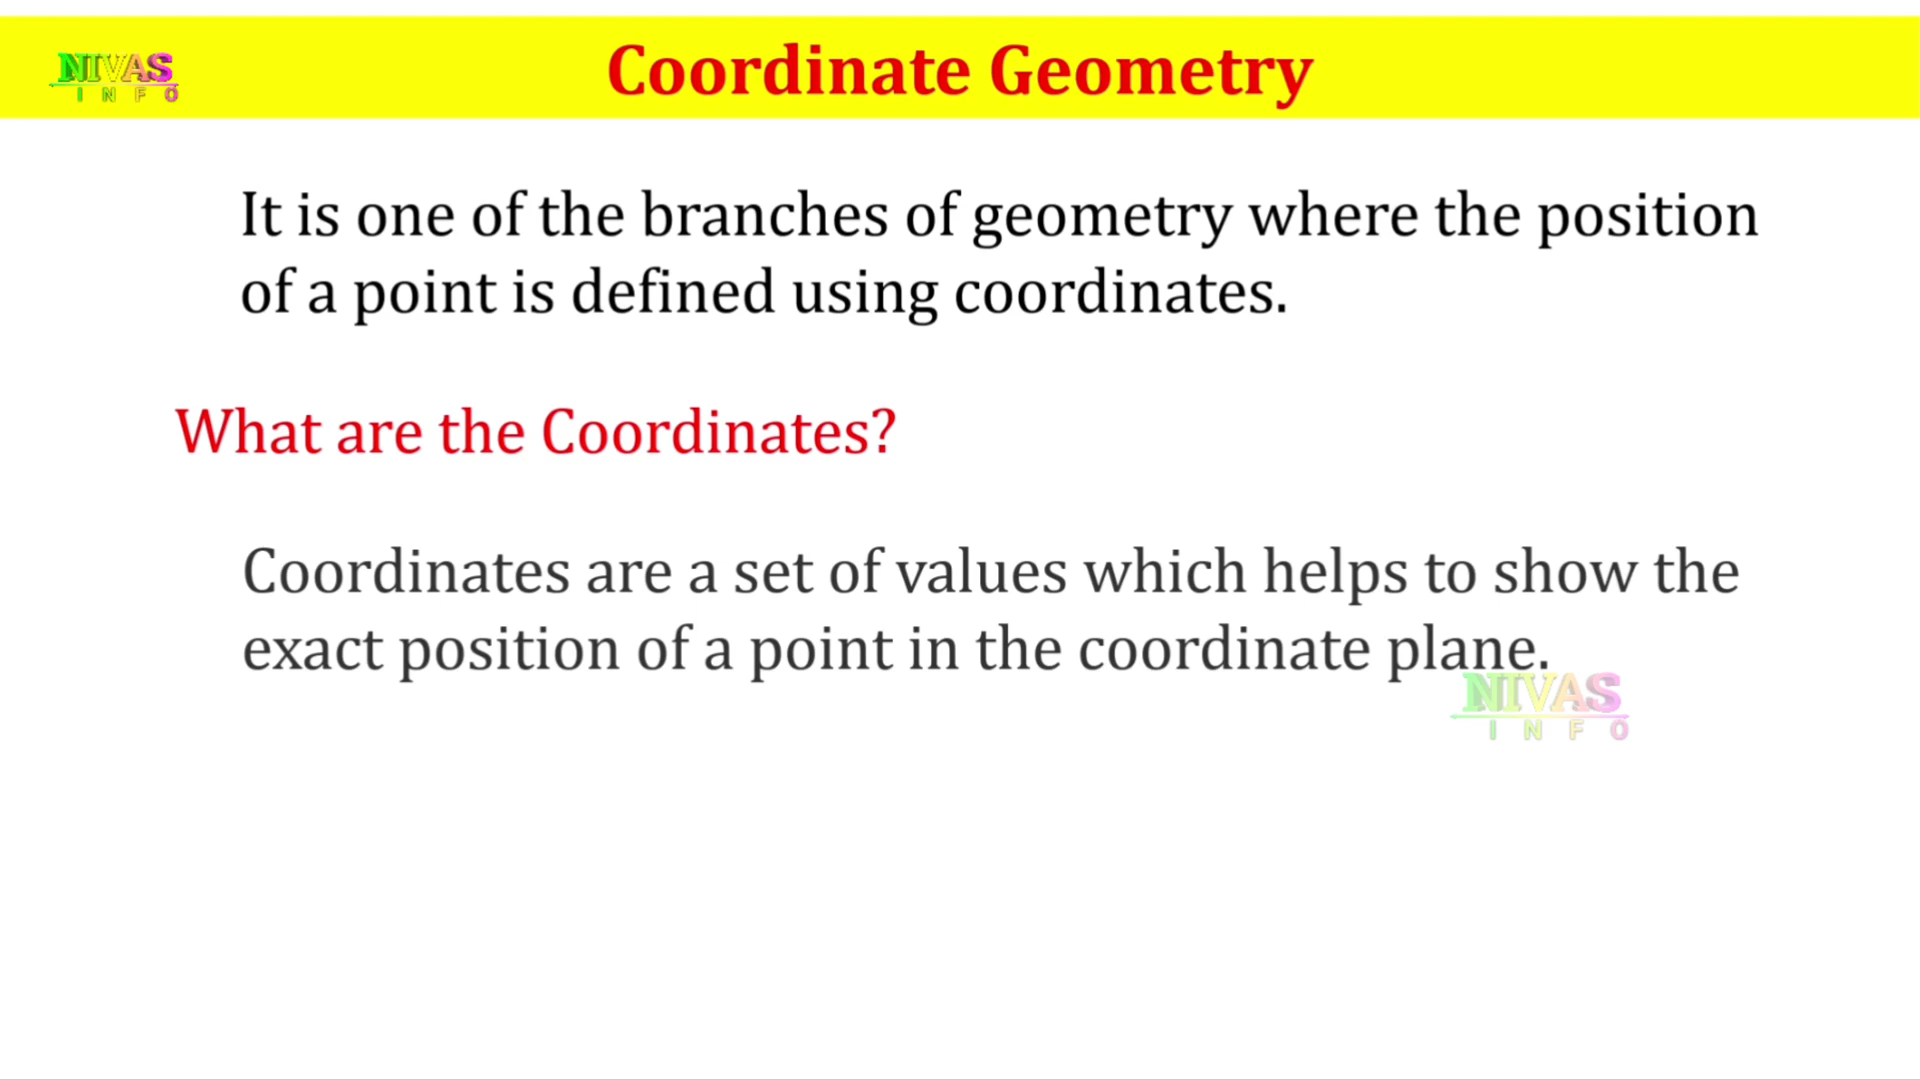 NIVAS
INFO
Coordinate Geometry
It is one of the branches of geometry where the position
of a point is defined using coordinates.
What are the Coordinates?
Coordinates are a set of values which helps to show the
exact position of a point in the coordinate plane.
NIVAS
INFO